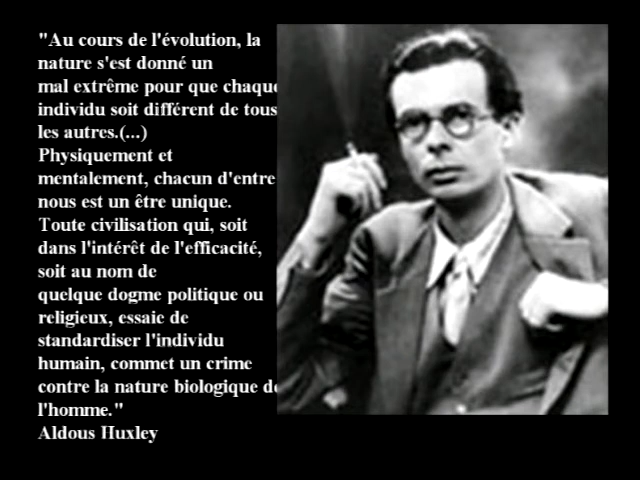 "Au cours de l'évolution, la
nature s'est donné un
mal extrême pour que chaque
individu soit différent de tous
les autres.(...)
Physiquement et
mentalement, chacun d'entre
nous est un être unique.
Toute civilisation qui, soit
dans l'intérêt de l'efficacité,
soit au nom de
quelque dogme politique ou
religieux, essaie de
standardiser l'individu
humain, commet un crime
contre la nature biologique de
l'homme."
Aldous Huxley